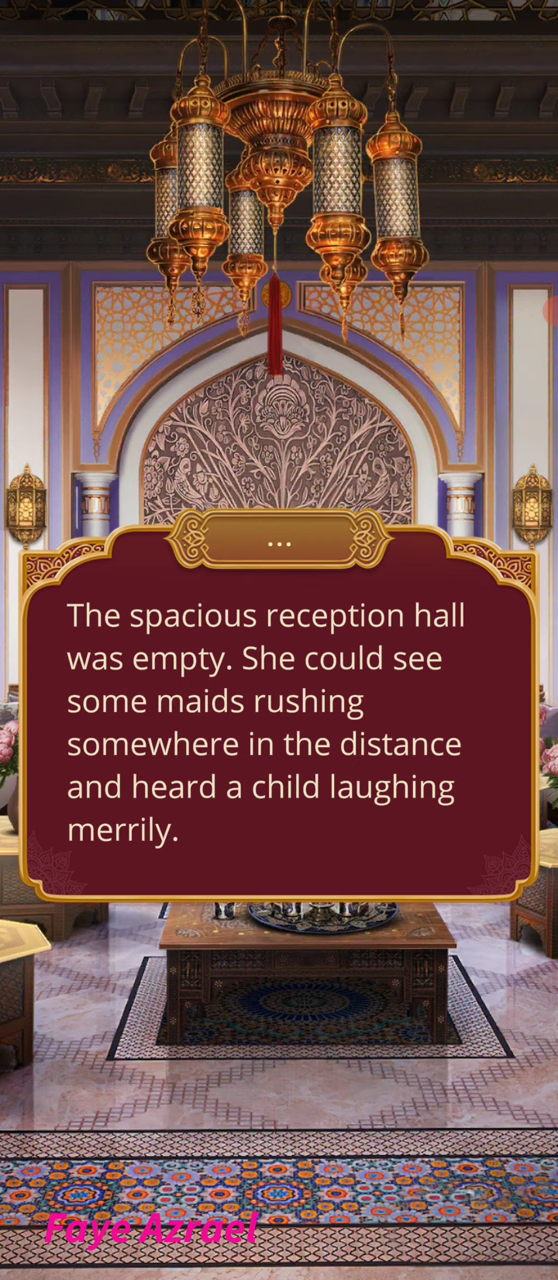 ...
The spacious reception hall
was empty. She could see
some maids rushing
somewhere in the distance
and heard a child laughing
merrily.
Faye Azrael